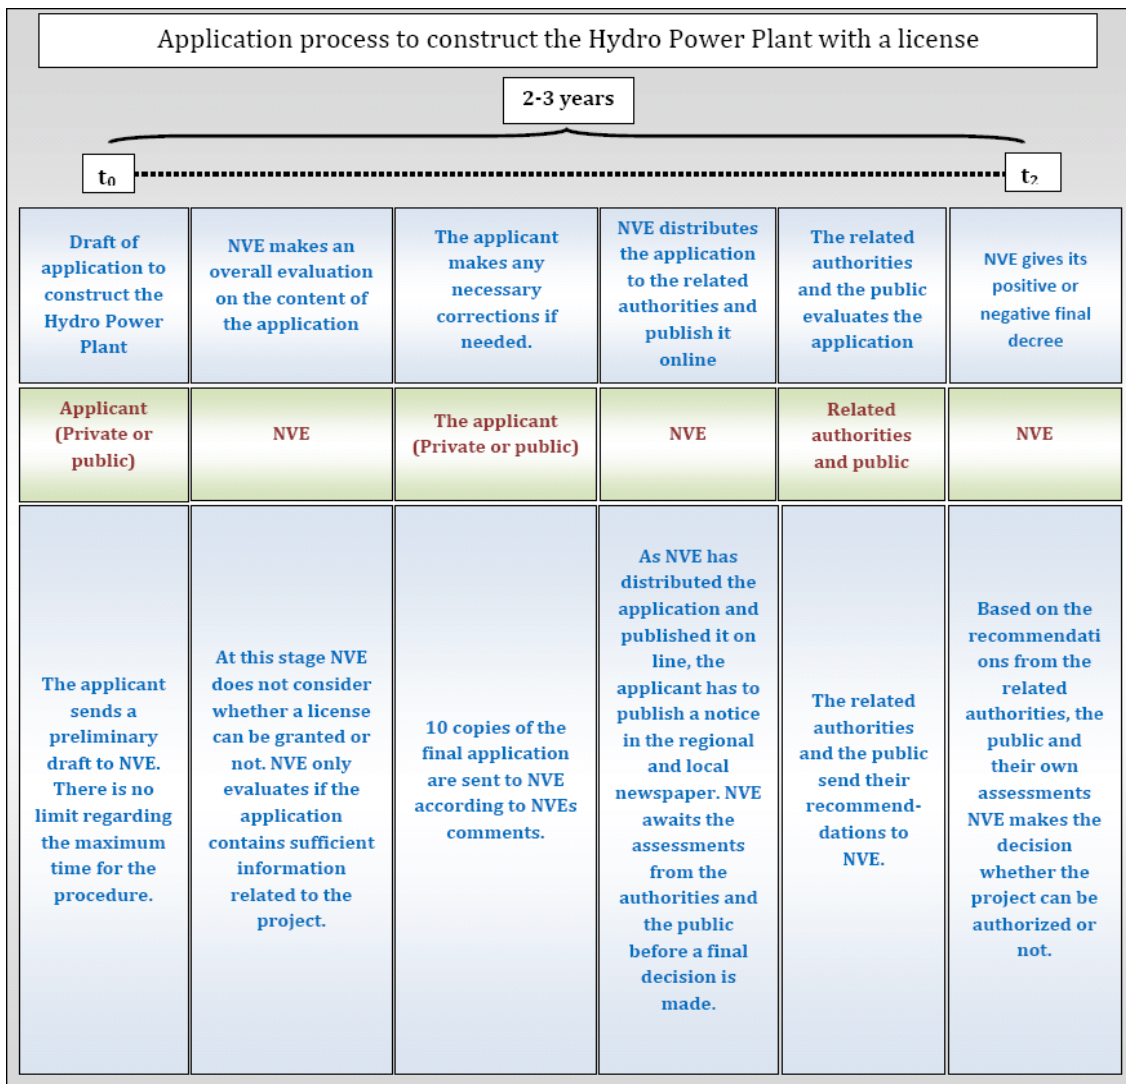 Application process to construct the Hydro Power Plant with a license
2-3 years
t0
t2
Draft of
application to
construct the
Hydro Power
Plant
NVE makes an
overall evaluation
on the content of
the application
The applicant
makes any
necessary
corrections if
needed.
NVE distributes
the application
to the related
authorities and
publish it
online
The related
authorities
and the public
evaluates the
application
NVE gives its
positive or
negative final
decree
Applicant
(Private or
public)
NVE
The applicant
(Private or public)
NVE
Related
authorities
and public
NVE
The applicant
sends a
preliminary
draft to NVE.
There is no
limit regarding
the maximum
time for the
procedure.
At this stage NVE
does not consider
whether a license
can be granted or
not. NVE only
evaluates if the
application
contains sufficient
information
related to the
project.
10 copies of the
final application
are sent to NVE
according to NVEs
comments.
As NVE has
distributed the
application and
published it on
line, the
applicant has to
publish a notice
in the regional
and local
newspaper. NVE
awaits the
assessments
from the
authorities and
the public
before a final
decision is
made.
The related
authorities
and the public
send their
recommen-
dations to
NVE.
Based on the
recommendati
ons from the
related
authorities, the
public and
their own
assessments
NVE makes the
decision
whether the
project can be
authorized or
not.